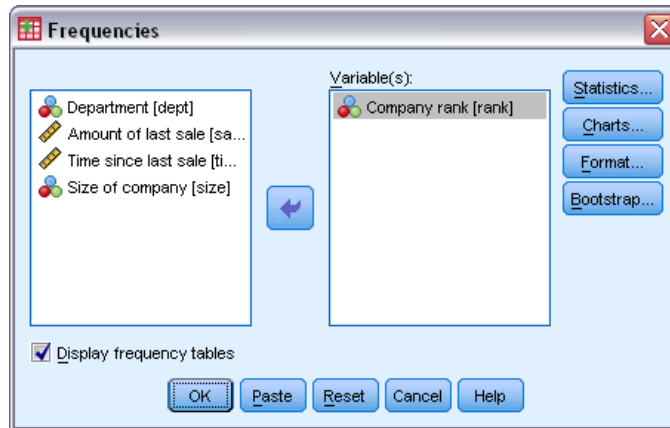 Frequencies
Variable(s):
Department [dept]
Amount of last sale [sa...
Time since last sale [ti...
Size of company [size]
Company rank [rank]
Statistics...
Charts...
Format...
Bootstrap...
Display frequency tables
OK
Paste
Reset
Cancel
Help